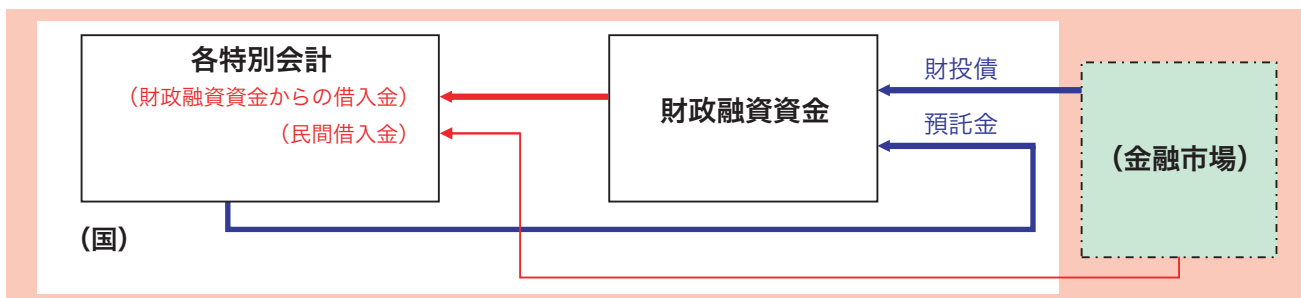 各特別会計
（財政融資資金からの借入金）
（民間借入金）
財政融資資金
財投債
預託金
（金融市場）
（国）